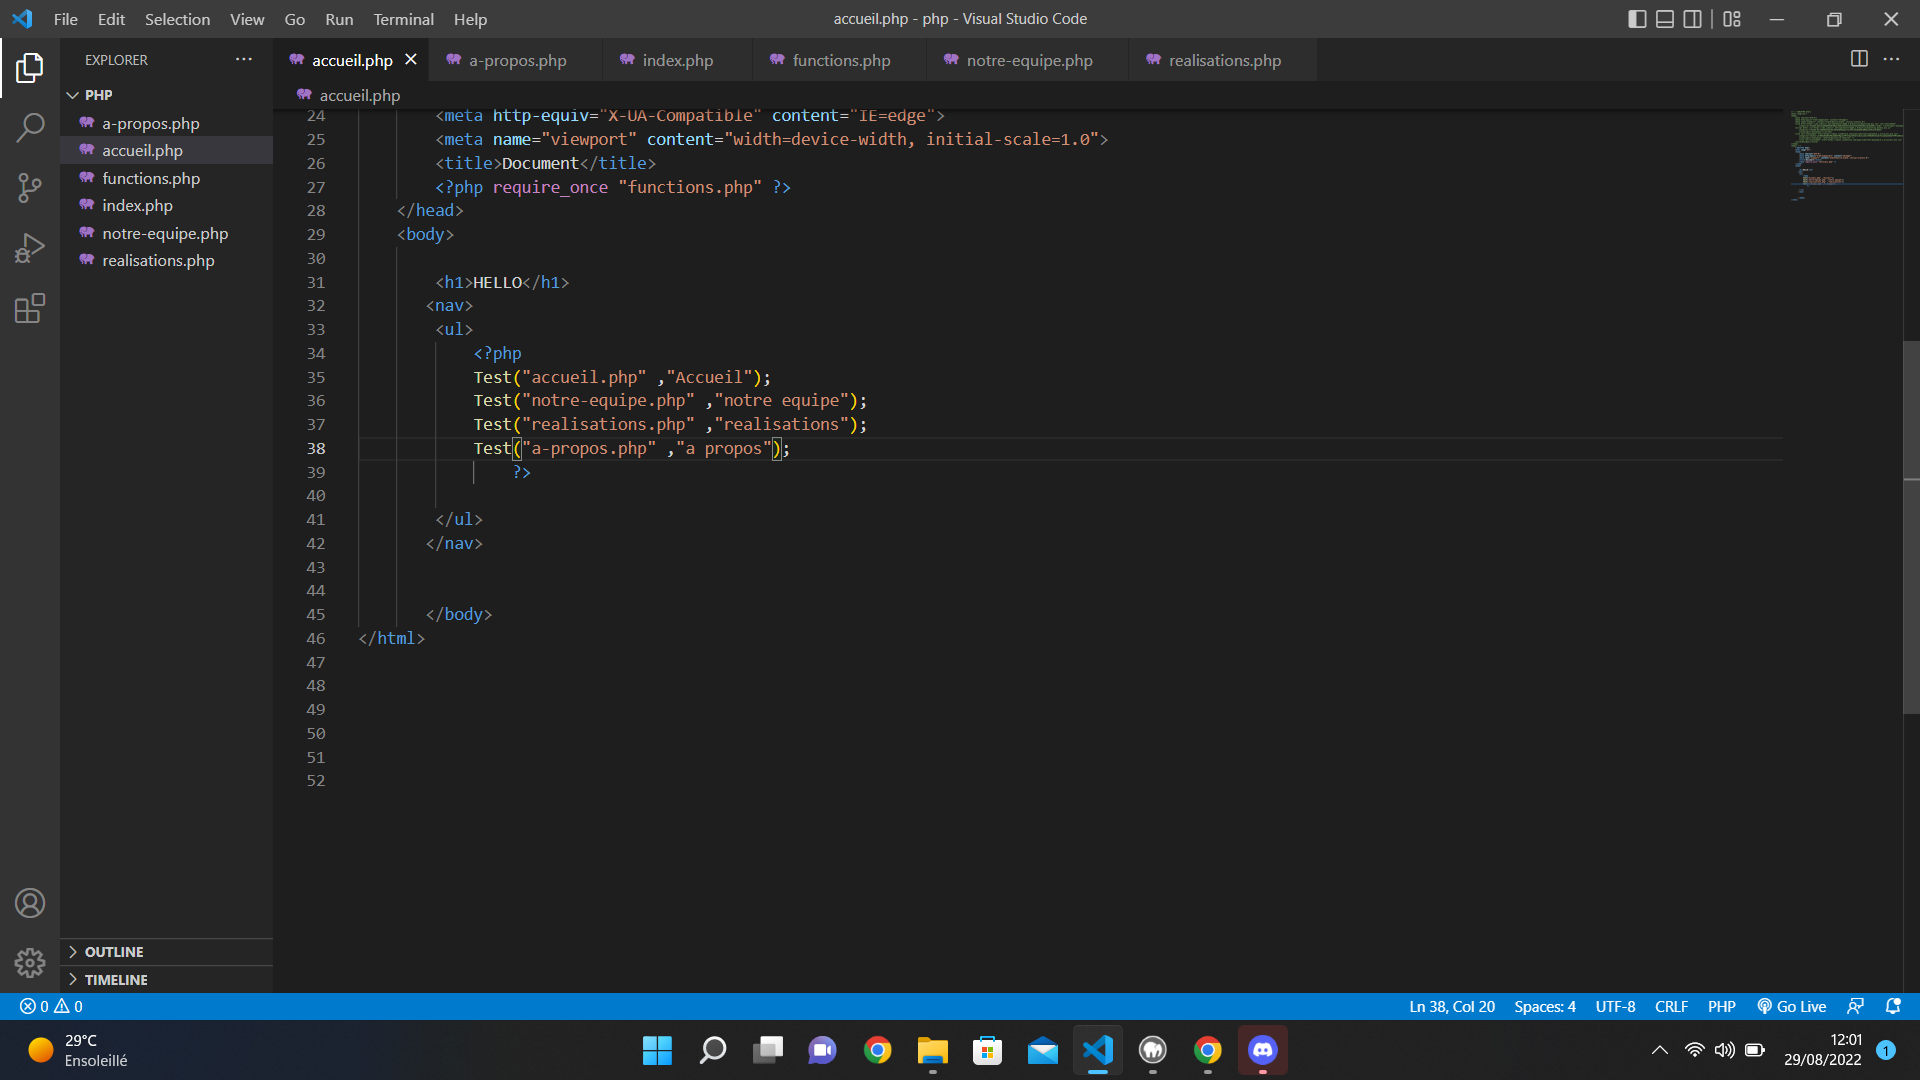 File Edit Selection View Go Run Terminal Help
accueil.php - php - Visual Studio Code
EXPLORER
PHP
a-propos.php
accueil.php
functions.php
index.php
notre-equipe.php
realisations.php
OUTLINE
TIMELINE
accueil.php a-propos.php index.php functions.php notre-equipe.php realisations.php
accueil.php
24 <meta http-equiv="X-UA-Compatible" content="IE=edge">
25 <meta name="viewport" content="width=device-width, initial-scale=1.0">
26 <title>Document</title>
27 <?php require_once "functions.php" ?>
28 </head>
29 <body>
30
31 <h1>HELLO</h1>
32 <nav>
33 <ul>
34 <?php
35 Test("accueil.php" ,"Accueil");
36 Test("notre-equipe.php" ,"notre equipe");
37 Test("realisations.php" ,"realisations");
38 Test("a-propos.php" ,"a propos");
39 ?>
40
41 </ul>
42 </nav>
43
44
45 </body>
46 </html>
47
48
49
50
51
52
0 0
Ln 38, Col 20 Spaces: 4 UTF-8 CRLF PHP Go Live
29°C
Ensoleillé
12:01
29/08/2022
1